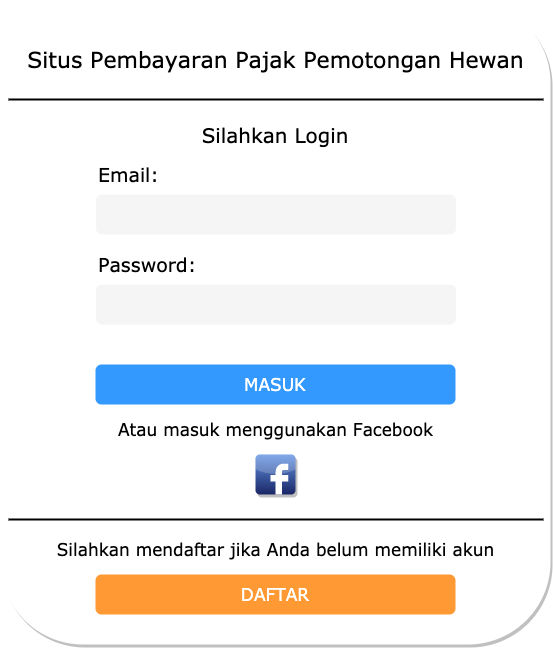 Situs Pembayaran Pajak Pemotongan Hewan
Silahkan Login
Email:
Password:
MASUK
Atau masuk menggunakan Facebook
f
Silahkan mendaftar jika Anda belum memiliki akun
DAFTAR